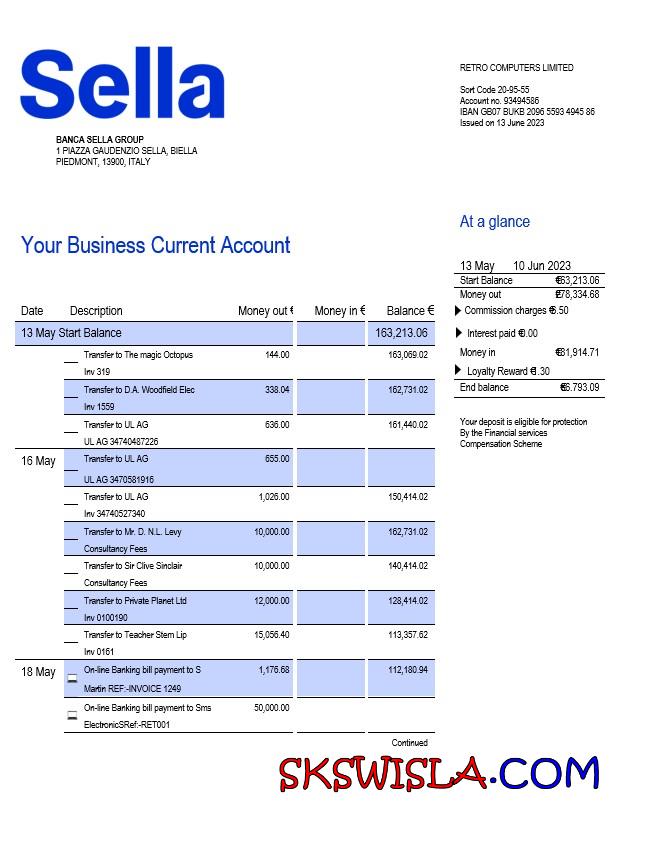 Sella
BANCA SELLA GROUP
1 PIAZZA GAUDENZIO SELLA, BIELLA
PIEDMONT, 13900, ITALY
RETRO COMPUTERS LIMITED
Sort Code 20-95-55
Account no. 93494586
IBAN GB07 BUKB 2096 5593 4945 86
Issued on 13 June 2023
At a glance
13 May 10 Jun 2023
Start Balance €63,213.06
Money out £78,334.68
Commission charges €6.50
Interest paid €0.00
Money in €31,914.71
Loyalty Reward €1.30
End balance €6.793.09
Your deposit is eligible for protection
By the Financial services
Compensation Scheme
Your Business Current Account
Date Description Money out € Money in € Balance €
13 May Start Balance 163,213.06
Transfer to The magic Octopus 144.00 163,069.02
Inv 319
Transfer to D.A. Woodfield Elec 338.04 162,731.02
Inv 1559
Transfer to UL AG 636.00 161,440.02
UL AG 34740487226
16 May Transfer to UL AG 655.00
UL AG 3470581916
Transfer to UL AG 1,026.00 150,414.02
Inv 34740527340
Transfer to Mr. D. N.L. Levy 10,000.00 162,731.02
Consultancy Fees
Transfer to Sir Clive Sinclair 10,000.00 140,414.02
Consultancy Fees
Transfer to Private Planet Ltd 12,000.00 128,414.02
Inv 0100190
Transfer to Teacher Stem Lip 15,056.40 113,357.62
Inv 0161
18 May On-line Banking bill payment to S 1,176.68 112,180.94
Martin REF:-INVOICE 1249
On-line Banking bill payment to Sms 50,000.00
ElectronicSRef:-RET001
Continued
SKSWISLA.COM